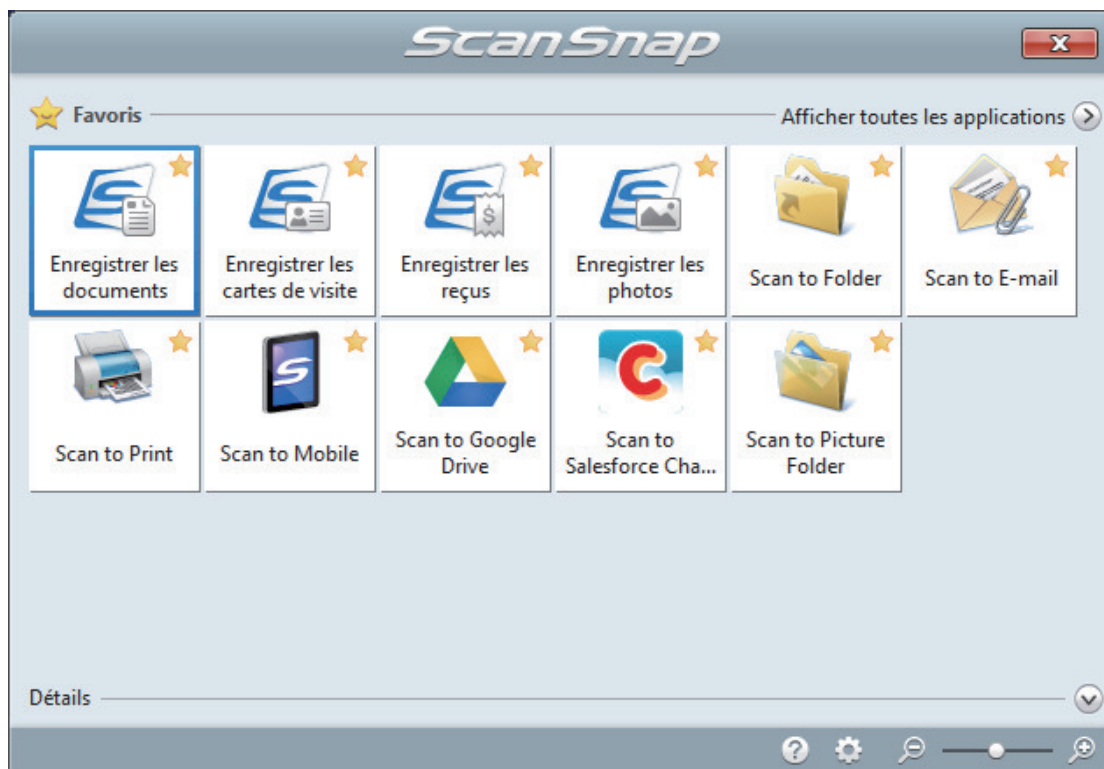 ScanSnap
Favoris
Afficher toutes les applications
Enregistrer les
documents
Enregistrer les
cartes de visite
Enregistrer les
reçus
Enregistrer les
photos
Scan to Folder
Scan to E-mail
Scan to Print
Scan to Mobile
Scan to Google
Drive
Scan to
Salesforce Cha...
Scan to Picture
Folder
Détails